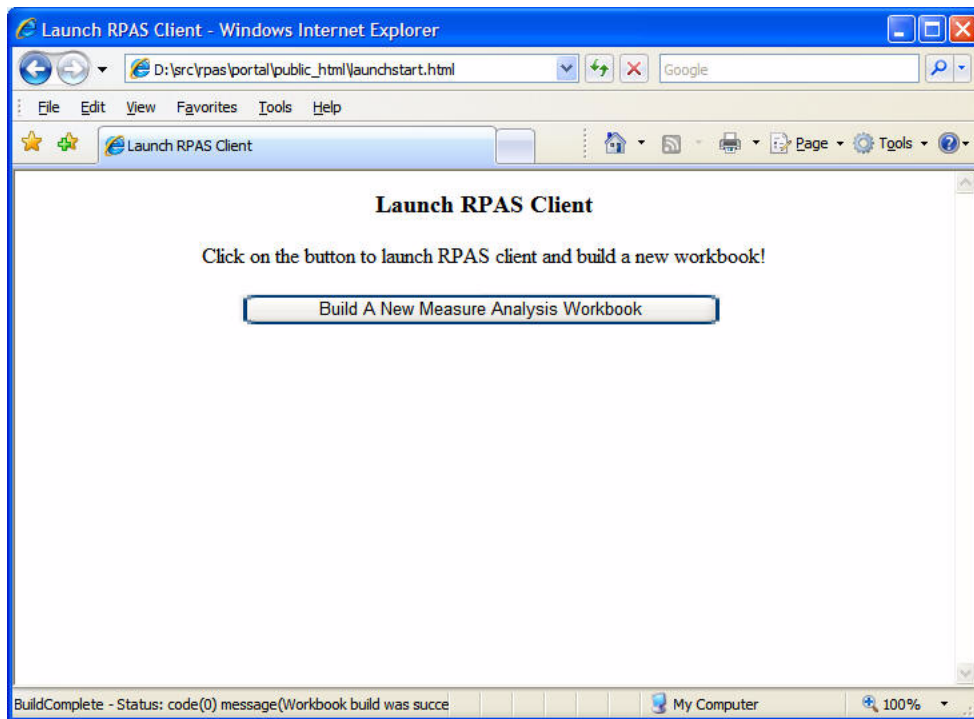 Launch RPAS Client - Windows Internet Explorer
D:\src\rpas\portal\public_html\launchstart.html
Google
File Edit View Favorites Tools Help
Launch RPAS Client
Page Tools
Launch RPAS Client
Click on the button to launch RPAS client and build a new workbook!
Build A New Measure Analysis Workbook
BuildComplete - Status: code(0) message(Workbook build was succe
My Computer
100%